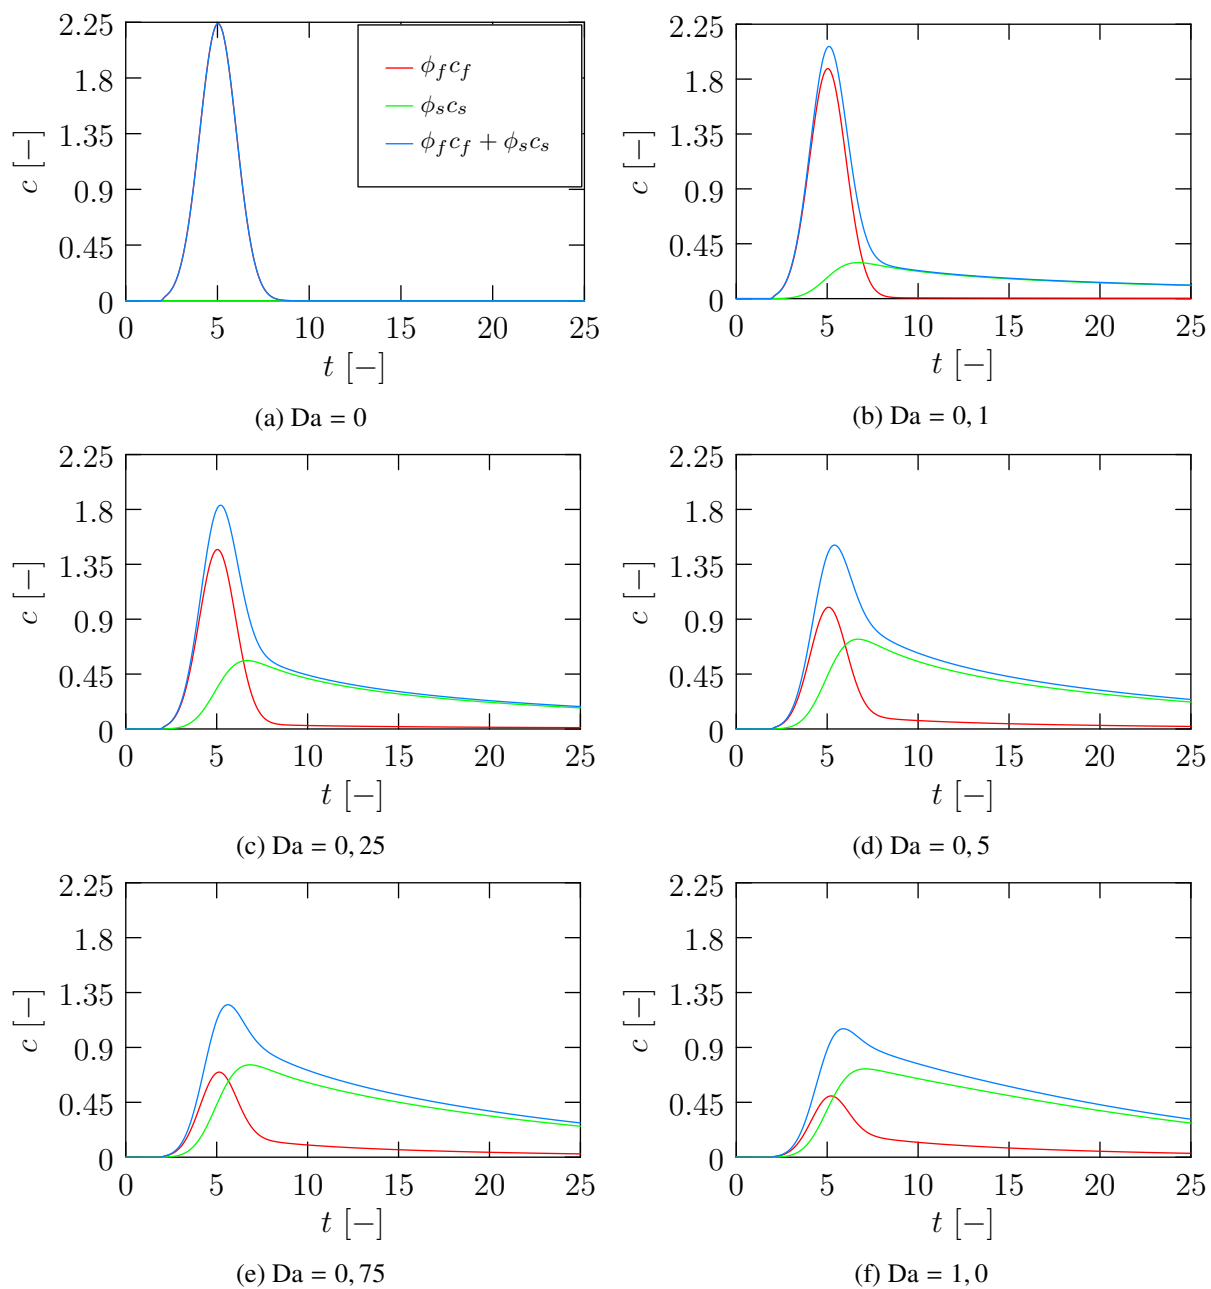 2.25
1.8
1.35
0.9
0.45
0
c [−]
0 5 10 15 20 25
t [−]
ϕ_f c_f
ϕ_s c_s
ϕ_f c_f + ϕ_s c_s
(a) Da = 0
2.25
1.8
1.35
0.9
0.45
0
c [−]
0 5 10 15 20 25
t [−]
(b) Da = 0, 1
2.25
1.8
1.35
0.9
0.45
0
c [−]
0 5 10 15 20 25
t [−]
(c) Da = 0, 25
2.25
1.8
1.35
0.9
0.45
0
c [−]
0 5 10 15 20 25
t [−]
(d) Da = 0, 5
2.25
1.8
1.35
0.9
0.45
0
c [−]
0 5 10 15 20 25
t [−]
(e) Da = 0, 75
2.25
1.8
1.35
0.9
0.45
0
c [−]
0 5 10 15 20 25
t [−]
(f) Da = 1, 0